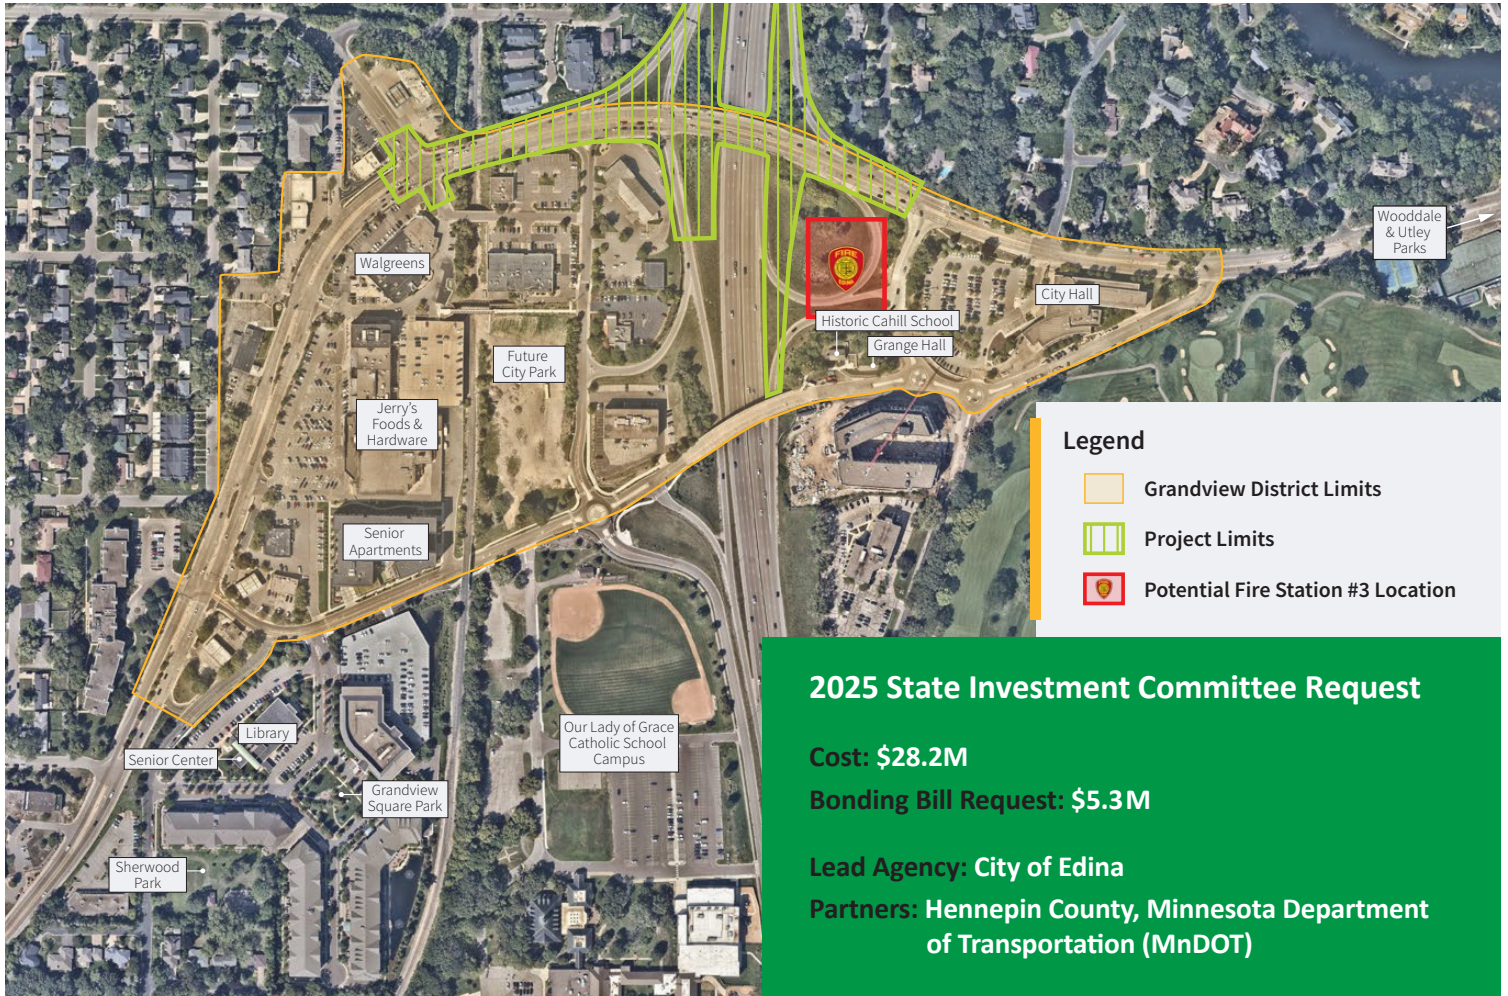 Wooddale
& Utley
Parks
Walgreens
FIRE
City Hall
Historic Cahill School
Grange Hall
Future
City Park
Jerry's
Foods &
Hardware
Senior
Apartments
Legend
Grandview District Limits
Project Limits
Potential Fire Station #3 Location
Library
Senior Center
Our Lady of Grace
Catholic School
Campus
Grandview
Square Park
Sherwood
Park
2025 State Investment Committee Request
Cost: $28.2M
Bonding Bill Request: $5.3M
Lead Agency: City of Edina
Partners: Hennepin County, Minnesota Department
of Transportation (MnDOT)